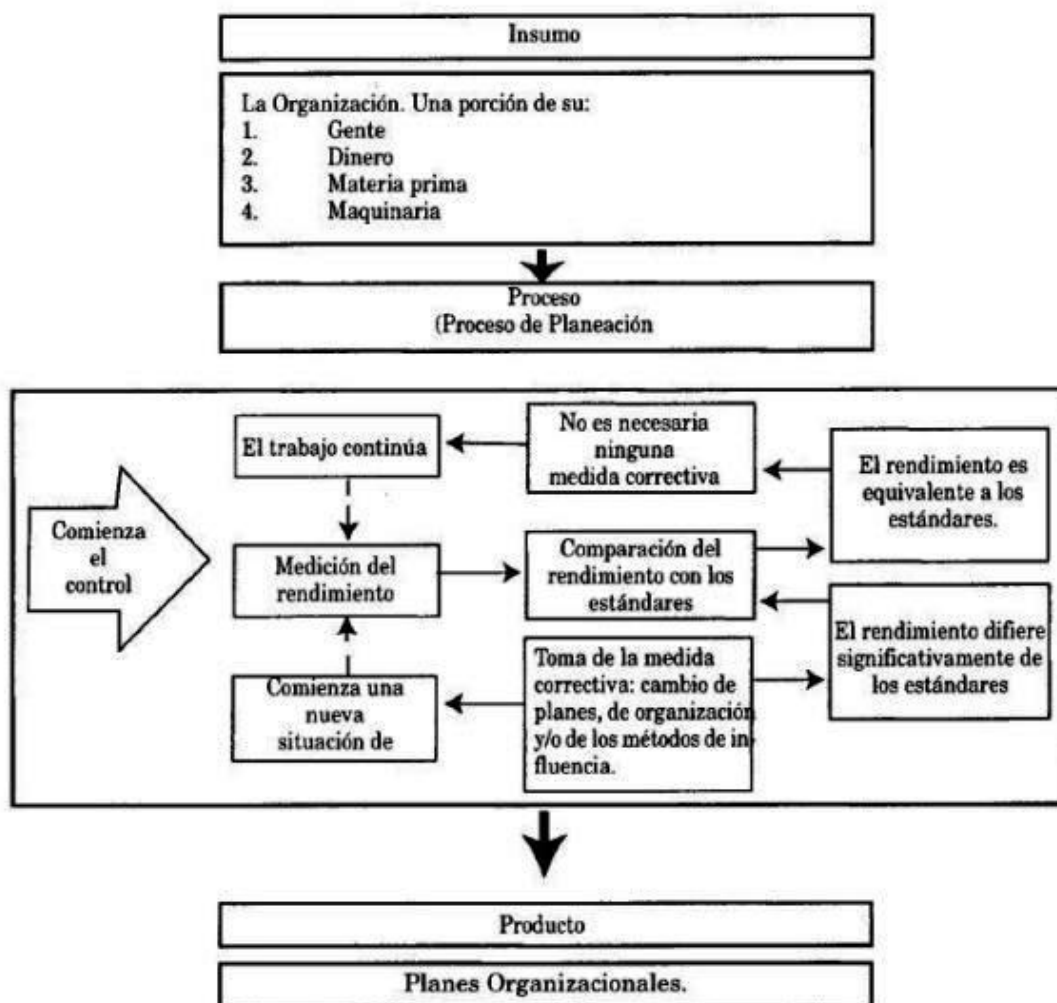 Insumo
La Organización. Una porción de su:
1. Gente
2. Dinero
3. Materia prima
4. Maquinaria
Proceso
(Proceso de Planeación
Comienza
el
control
El trabajo continúa
No es necesaria
ninguna
medida correctiva
El rendimiento es
equivalente a los
estándares.
Medición del
rendimiento
Comparación del
rendimiento con los
estándares
El rendimiento difiere
significativamente de
los estándares
Comienza una
nueva
situación de
Toma de la medida
correctiva: cambio de
planes, de organización
y/o de los métodos de in-
fluencia.
Producto
Planes Organizacionales.